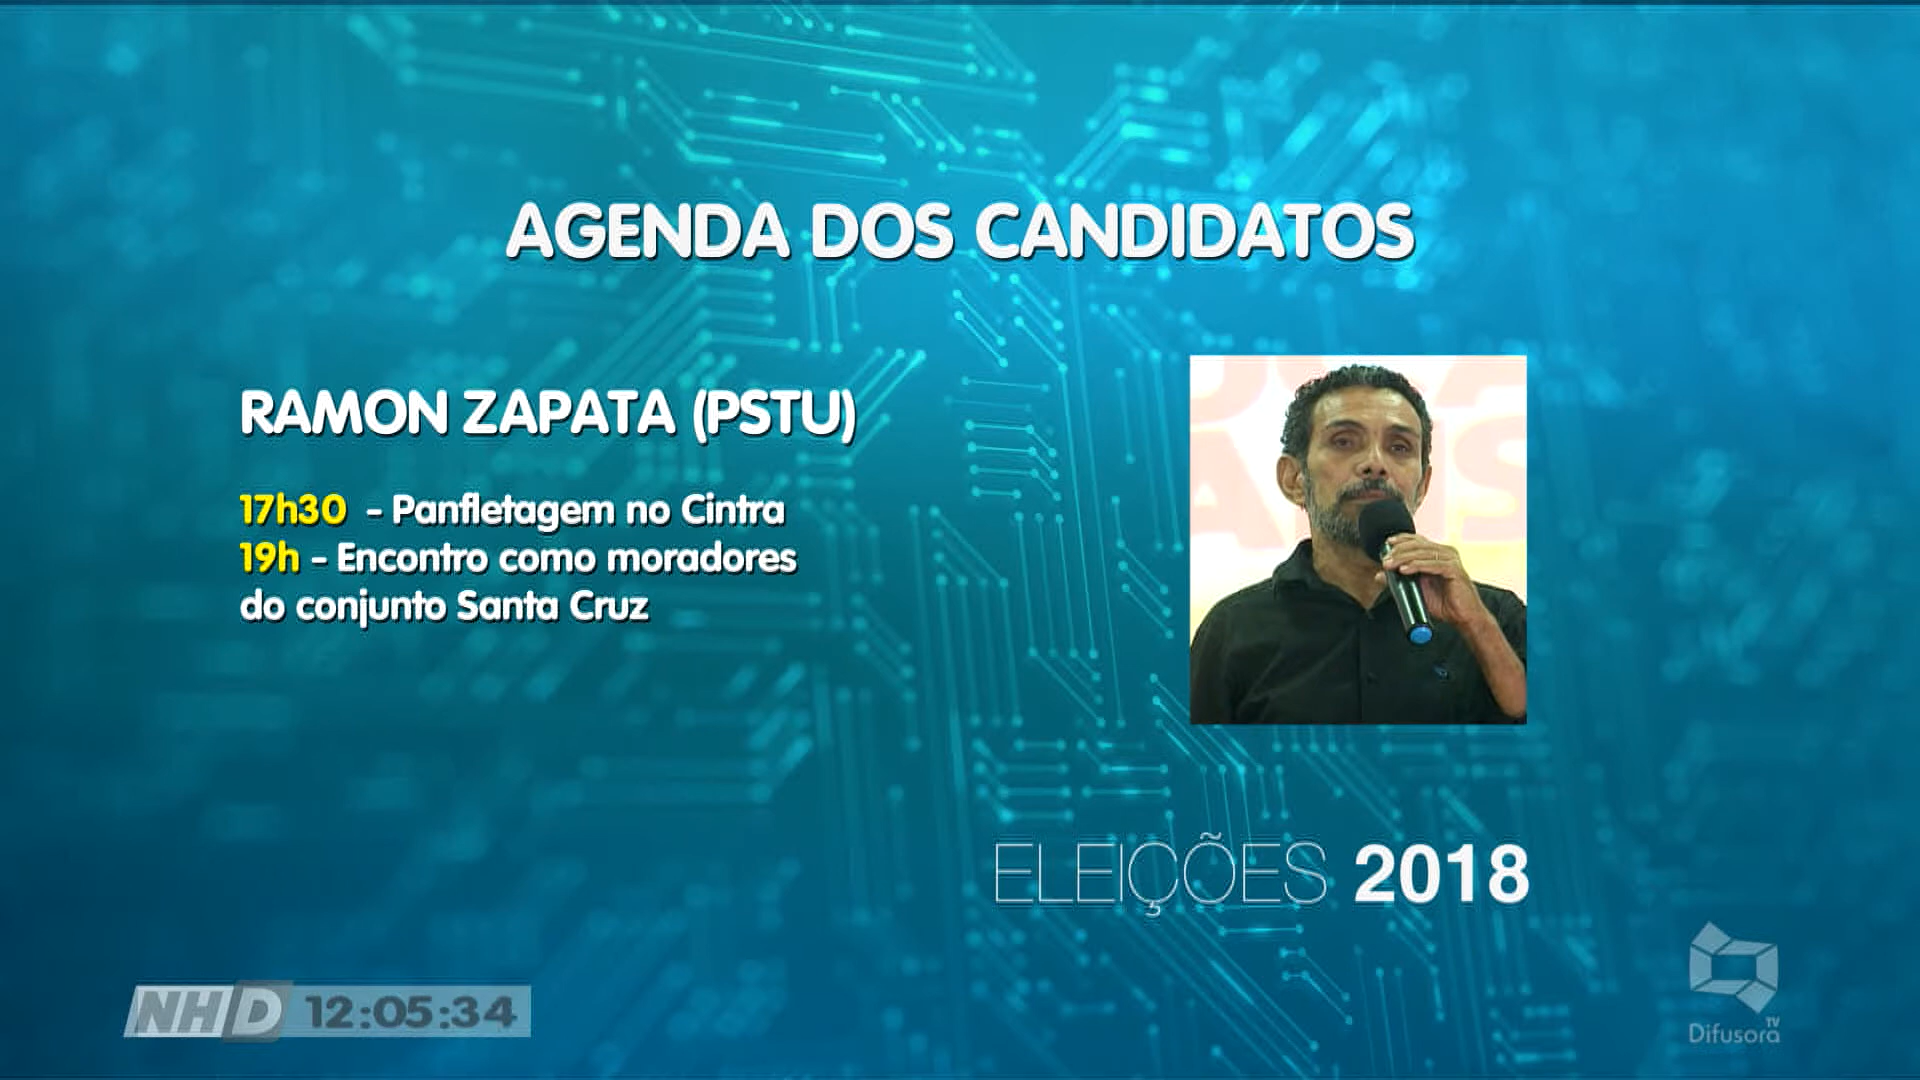 AGENDA DOS CANDIDATOS
RAMON ZAPATA (PSTU)
17h30 - Panfletagem no Cintra
19h - Encontro como moradores
do conjunto Santa Cruz
ELEIÇÕES 2018
NHD 12:05:34
TV
Difusora